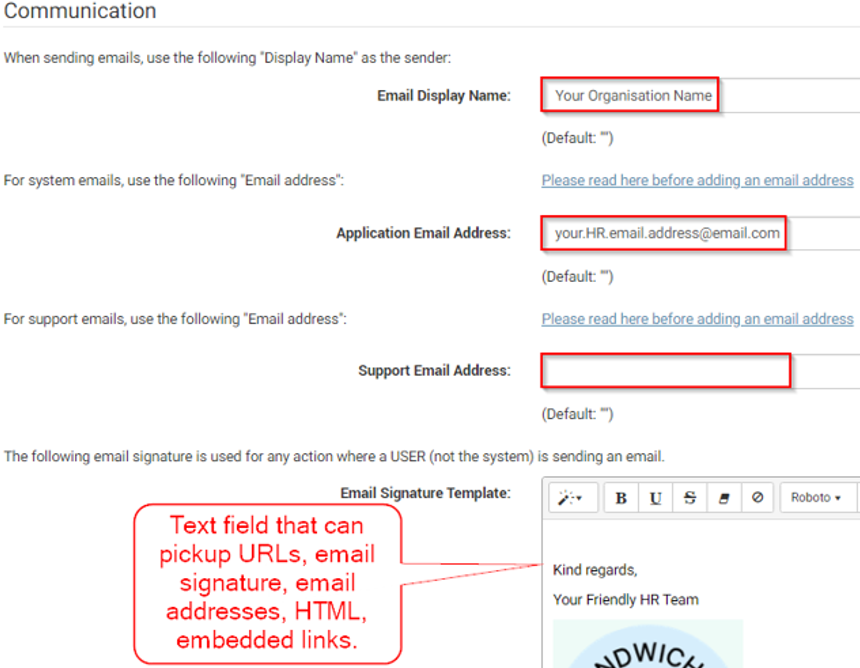 Communication
When sending emails, use the following "Display Name" as the sender:
Email Display Name: Your Organisation Name
(Default: "")
For system emails, use the following "Email address": Please read here before adding an email address
Application Email Address: your.HR.email.address@email.com
(Default: "")
For support emails, use the following "Email address": Please read here before adding an email address
Support Email Address:
(Default: "")
The following email signature is used for any action where a USER (not the system) is sending an email.
Email Signature Template:
B U S Roboto
Text field that can
pickup URLs, email
signature, email
addresses, HTML,
embedded links.
Kind regards,
Your Friendly HR Team